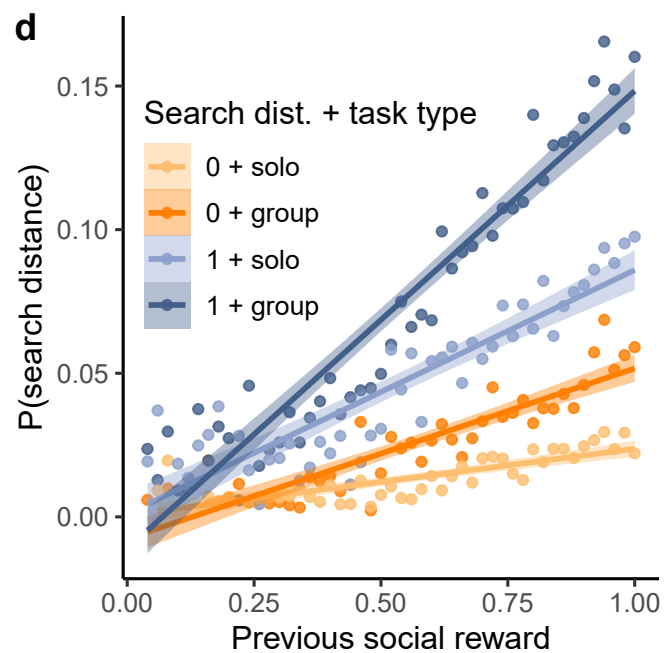 d
P(search distance)
0.15
0.10
0.05
0.00
Search dist. + task type
0 + solo
0 + group
1 + solo
1 + group
0.00 0.25 0.50 0.75 1.00
Previous social reward